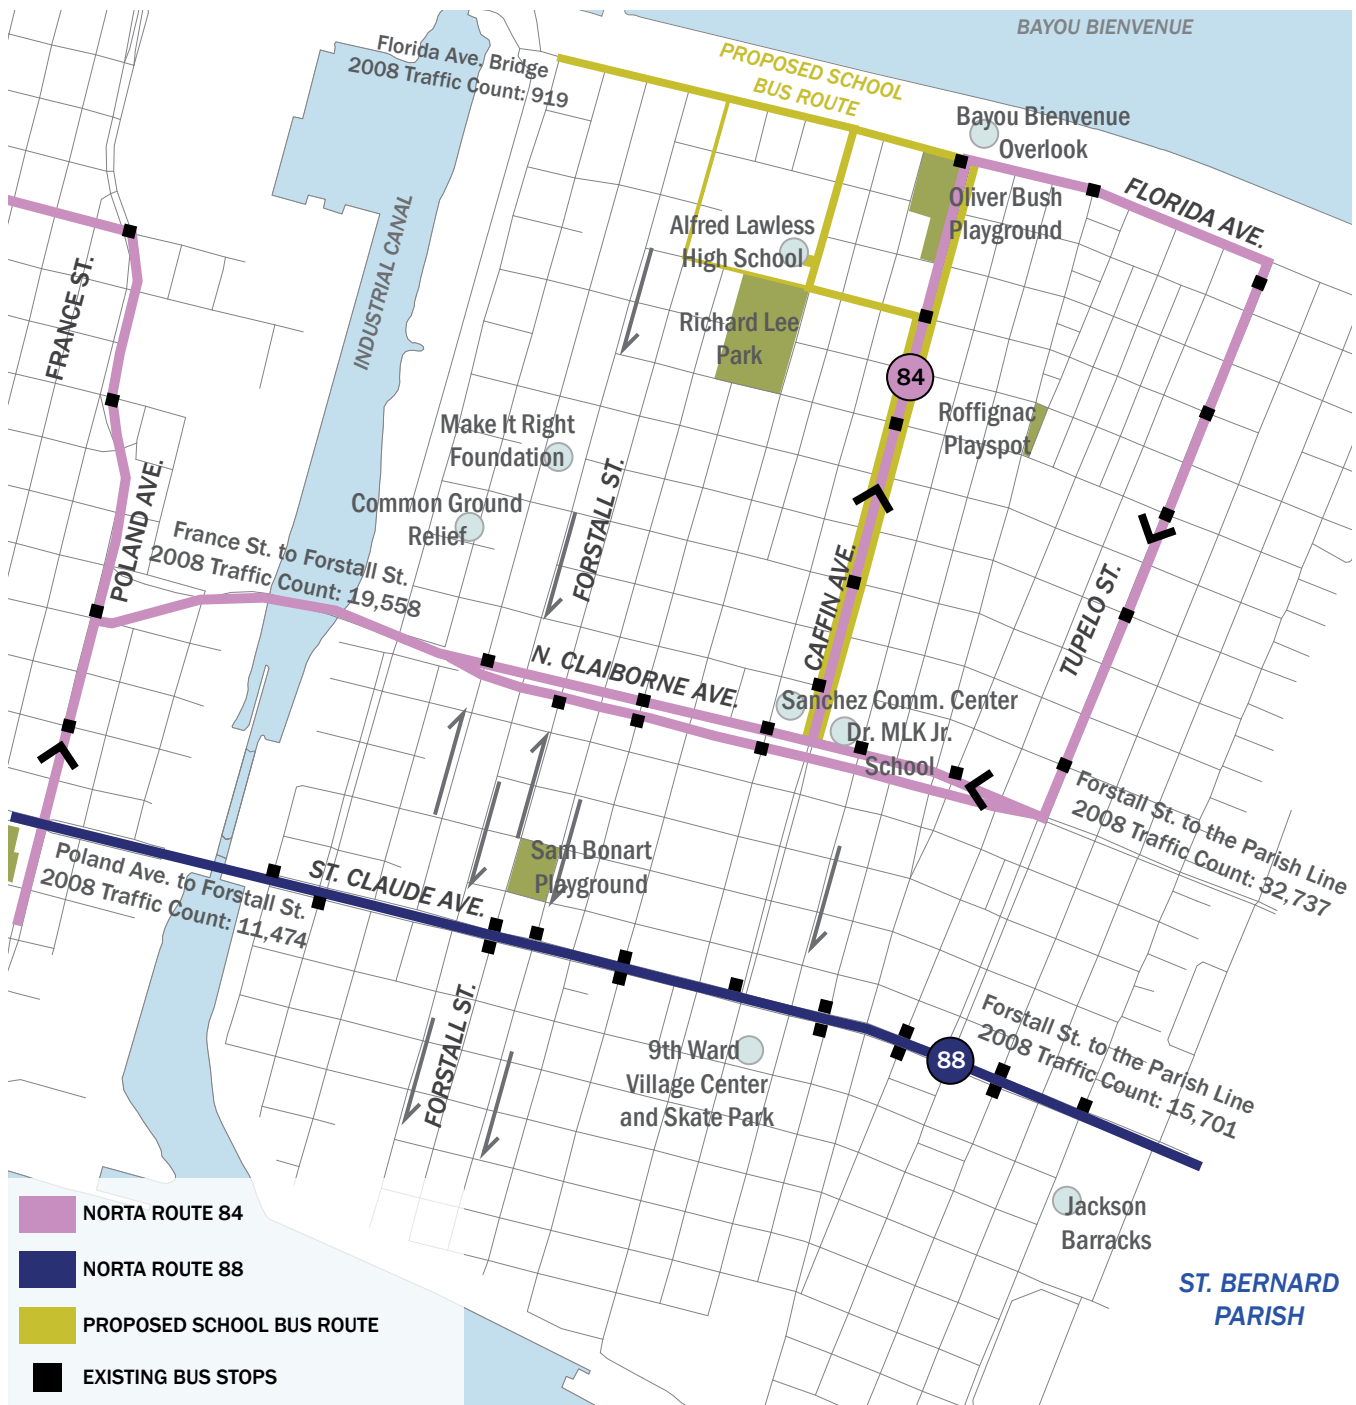 BAYOU BIENVENUE
Florida Ave. Bridge
2008 Traffic Count: 919
PROPOSED SCHOOL
BUS ROUTE
Bayou Bienvenue
Overlook
FLORIDA AVE.
Oliver Bush
Playground
Alfred Lawless
High School
INDUSTRIAL CANAL
FRANCE ST.
Richard Lee
Park
84
Roffignac
Playspot
Make It Right
Foundation
Common Ground
Relief
FORSTALL ST.
POLAND AVE.
France St. to Forstall St.
2008 Traffic Count: 19,558
CAFFIN AVE.
TUPELO ST.
N. CLAIBORNE AVE.
Sanchez Comm. Center
Dr. MLK Jr.
School
Forstall St. to the Parish Line
2008 Traffic Count: 32,737
Poland Ave. to Forstall St.
2008 Traffic Count: 11,474
ST. CLAUDE AVE.
Sam Bonart
Playground
FORSTALL ST.
9th Ward
Village Center
and Skate Park
88
Forstall St. to the Parish Line
2008 Traffic Count: 15,701
Jackson
Barracks
ST. BERNARD
PARISH
NORTA ROUTE 84
NORTA ROUTE 88
PROPOSED SCHOOL BUS ROUTE
EXISTING BUS STOPS